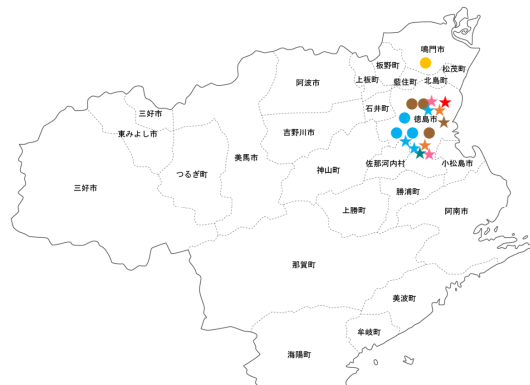 鳴門市
板野町
松茂町
上板町
藍住町
北島町
阿波市
石井町
三好市
徳島市
東みよし市
吉野川市
美馬市
佐那河内村
小松島市
つるぎ町
神山町
三好市
勝浦町
上勝町
阿南市
那賀町
美波町
牟岐町
海陽町